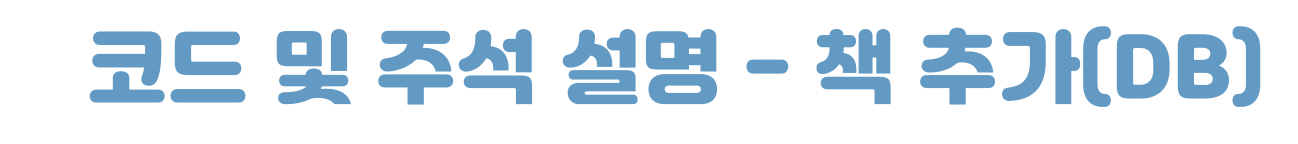 코드 및 주석 설명 - 책 추가(DB)